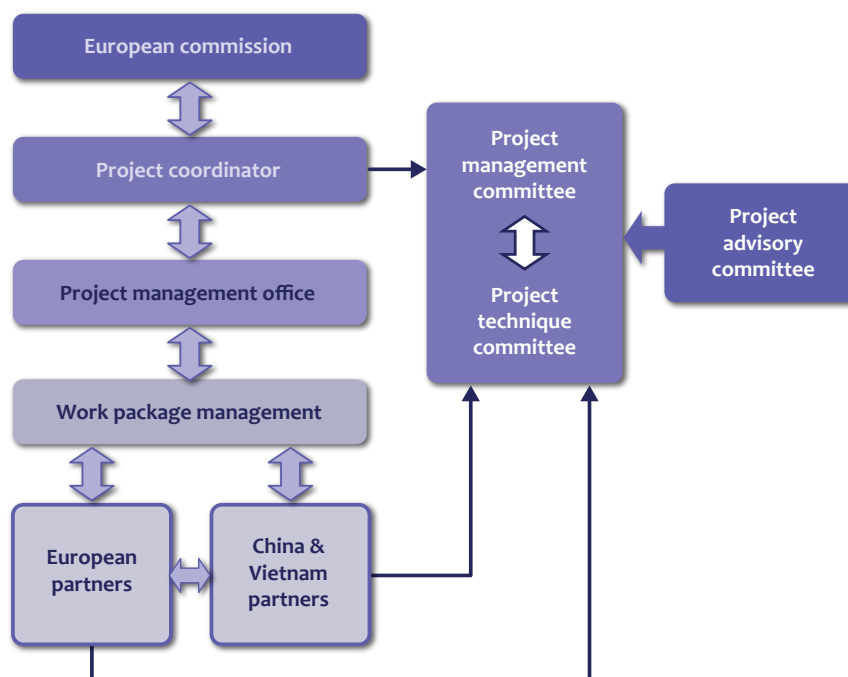 European commission
Project coordinator
Project management office
Work package management
European
partners
China &
Vietnam
partners
Project
management
committee
Project
technique
committee
Project
advisory
committee